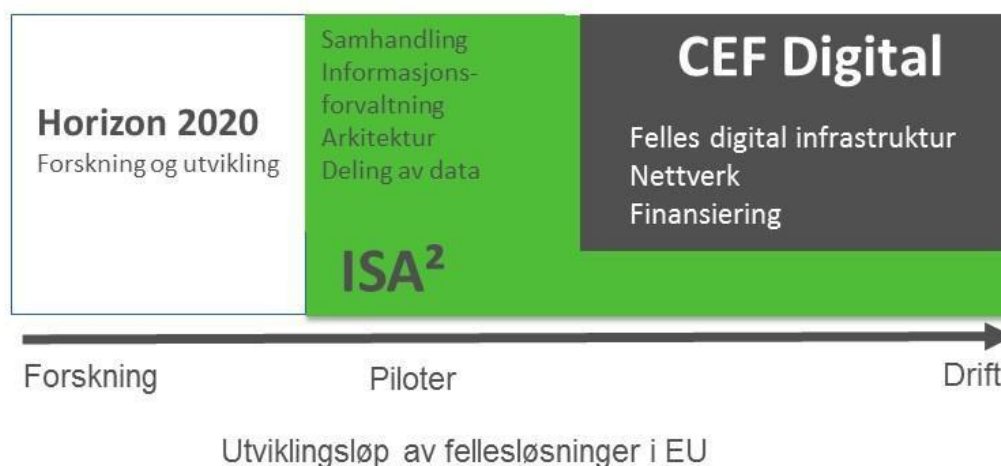 Horizon 2020
Forskning og utvikling
Samhandling
Informasjons-
forvaltning
Arkitektur
Deling av data
ISA²
CEF Digital
Felles digital infrastruktur
Nettverk
Finansiering
Forskning
Piloter
Drift
Utviklingsløp av fellesløsninger i EU